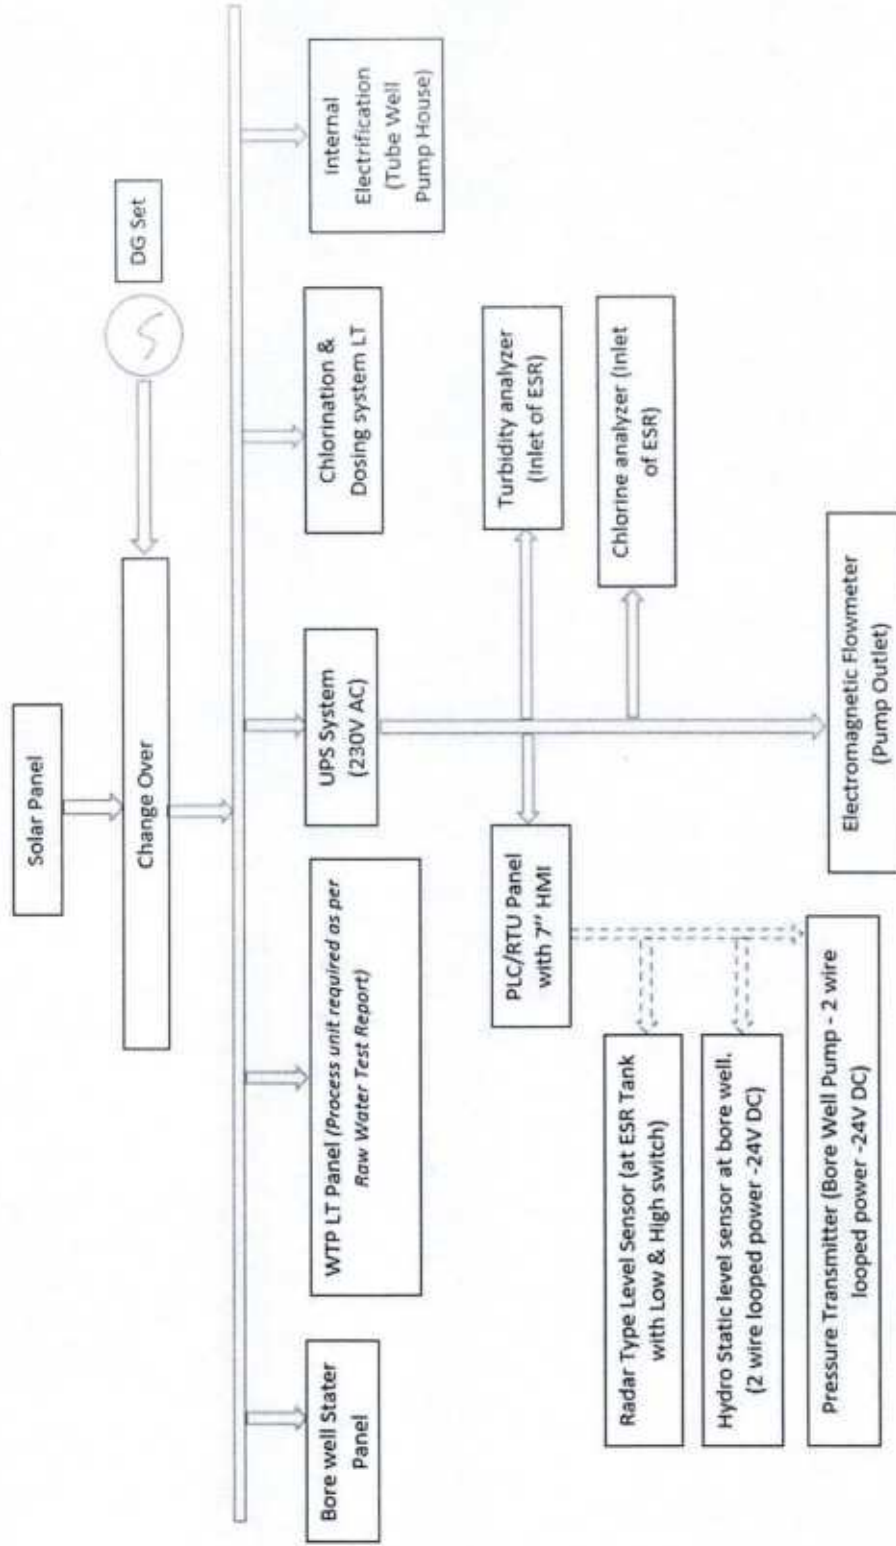 Solar Panel
DG Set
Change Over
Bore well Stater
Panel
WTP LT Panel (Process unit required as per
Raw Water Test Report)
UPS System
(230V AC)
Chlorination &
Dosing system LT
Internal
Electrification
(Tube Well
Pump House)
PLC/RTU Panel
with 7" HMI
Turbidity analyzer
(Inlet of ESR)
Radar Type Level Sensor (at ESR Tank
with Low & High switch)
Chlorine analyzer (Inlet
of ESR)
Hydro Static level sensor at bore well.
(2 wire looped power -24V DC)
Pressure Transmitter (Bore Well Pump - 2 wire
looped power -24V DC)
Electromagnetic Flowmeter
(Pump Outlet)